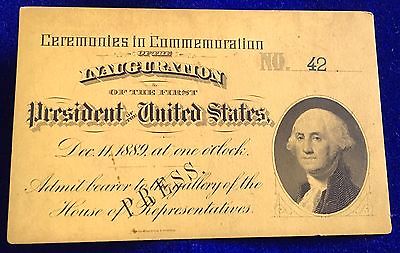 Ceremonies in Commemoration
OF THE
INAUGURATION
OF THE FIRST
President OF THE United States,
Dec. 11, 1889, at one o'clock.
Admit bearer to the gallery of the
House of Representatives.
NO. 42
PRESS